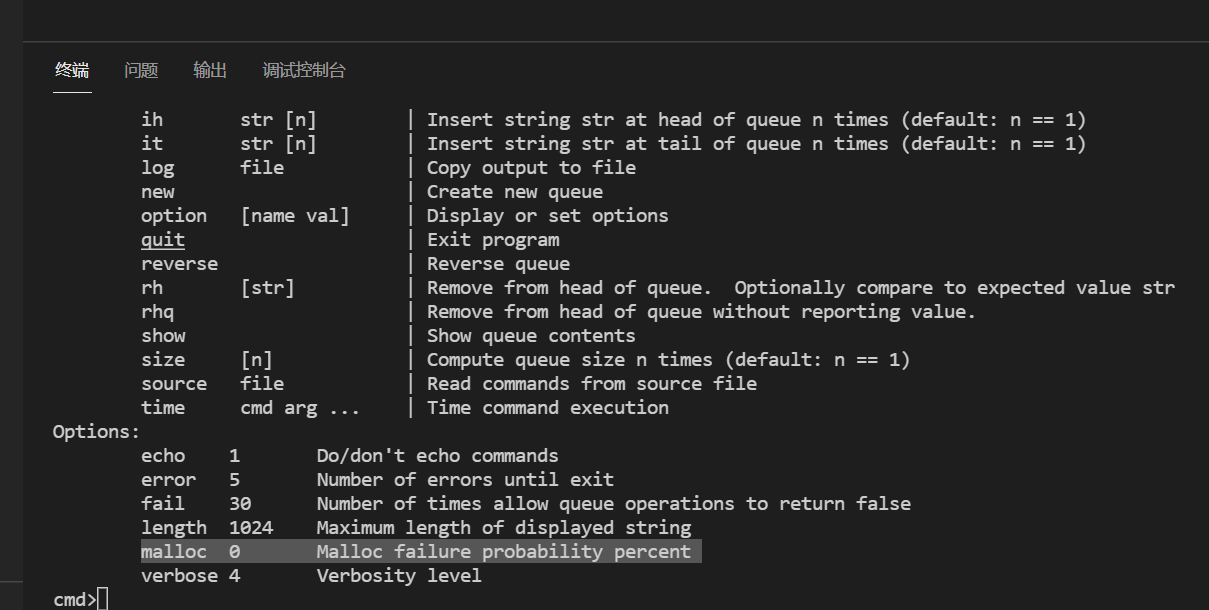 终端 问题 输出 调试控制台
ih str [n] | Insert string str at head of queue n times (default: n == 1)
it str [n] | Insert string str at tail of queue n times (default: n == 1)
log file | Copy output to file
new | Create new queue
option [name val] | Display or set options
quit | Exit program
reverse | Reverse queue
rh [str] | Remove from head of queue.  Optionally compare to expected value str
rhq | Remove from head of queue without reporting value.
show | Show queue contents
size [n] | Compute queue size n times (default: n == 1)
source file | Read commands from source file
time cmd arg ... | Time command execution
Options:
echo 1 Do/don't echo commands
error 5 Number of errors until exit
fail 30 Number of times allow queue operations to return false
length 1024 Maximum length of displayed string
malloc 0 Malloc failure probability percent
verbose 4 Verbosity level
cmd>